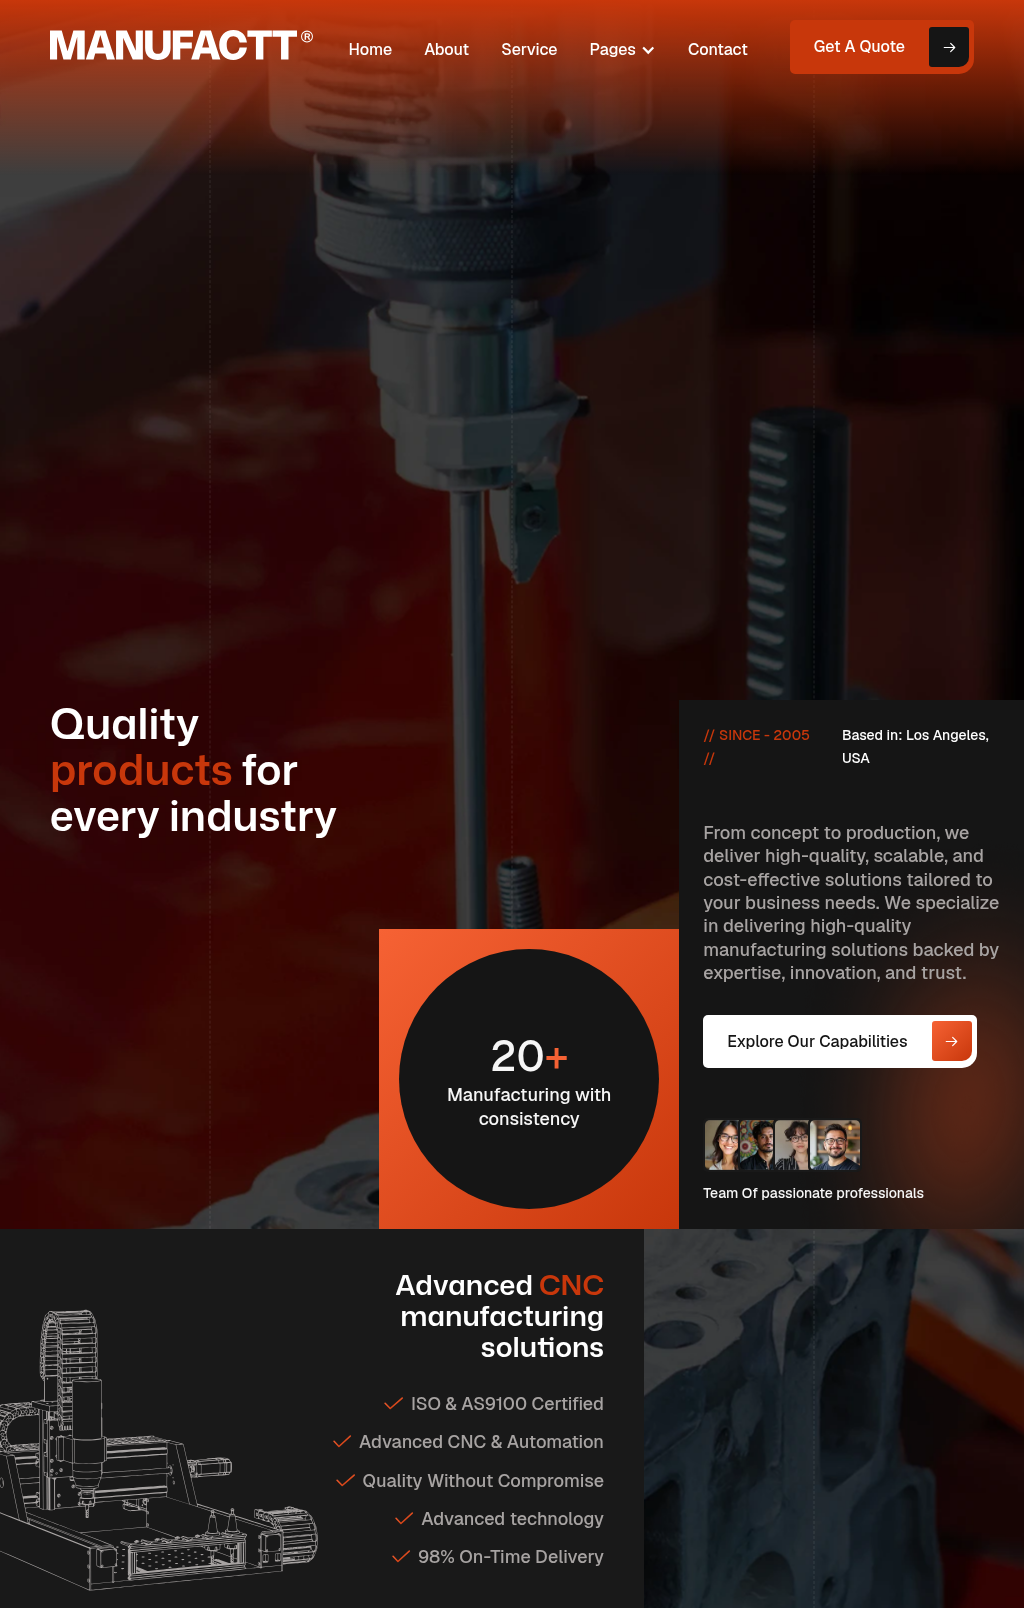 MANUFACTT®
Home About Service Pages Contact
Get A Quote
Quality
products for
every industry
// SINCE - 2005
//
Based in: Los Angeles,
USA
From concept to production, we
deliver high-quality, scalable, and
cost-effective solutions tailored to
your business needs. We specialize
in delivering high-quality
manufacturing solutions backed by
expertise, innovation, and trust.
Explore Our Capabilities
Team Of passionate professionals
20+
Manufacturing with
consistency
Advanced CNC
manufacturing
solutions
ISO & AS9100 Certified
Advanced CNC & Automation
Quality Without Compromise
Advanced technology
98% On-Time Delivery